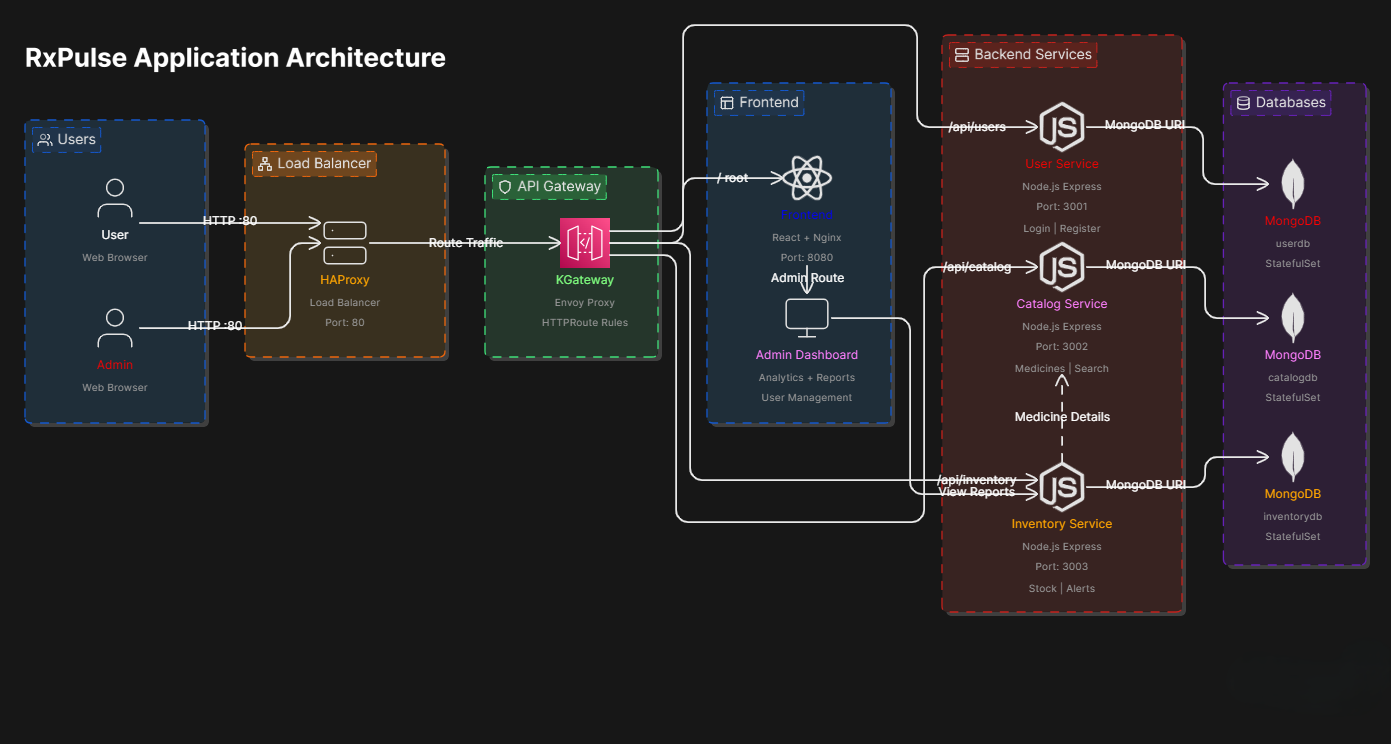 RxPulse Application Architecture
Users
User
Web Browser
Admin
Web Browser
HTTP :80
HTTP :80
Load Balancer
HAProxy
Load Balancer
Port: 80
Route Traffic
API Gateway
KGateway
Envoy Proxy
HTTPRoute Rules
Frontend
/ root
Frontend
React + Nginx
Port: 8080
Admin Route
Admin Dashboard
Analytics + Reports
User Management
Backend Services
/api/users
JS
User Service
Node.js Express
Port: 3001
Login | Register
/api/catalog
JS
Catalog Service
Node.js Express
Port: 3002
Medicines | Search
Medicine Details
/api/inventory
View Reports
JS
Inventory Service
Node.js Express
Port: 3003
Stock | Alerts
MongoDB URI
MongoDB URI
MongoDB URI
Databases
MongoDB
userdb
StatefulSet
MongoDB
catalogdb
StatefulSet
MongoDB
inventorydb
StatefulSet